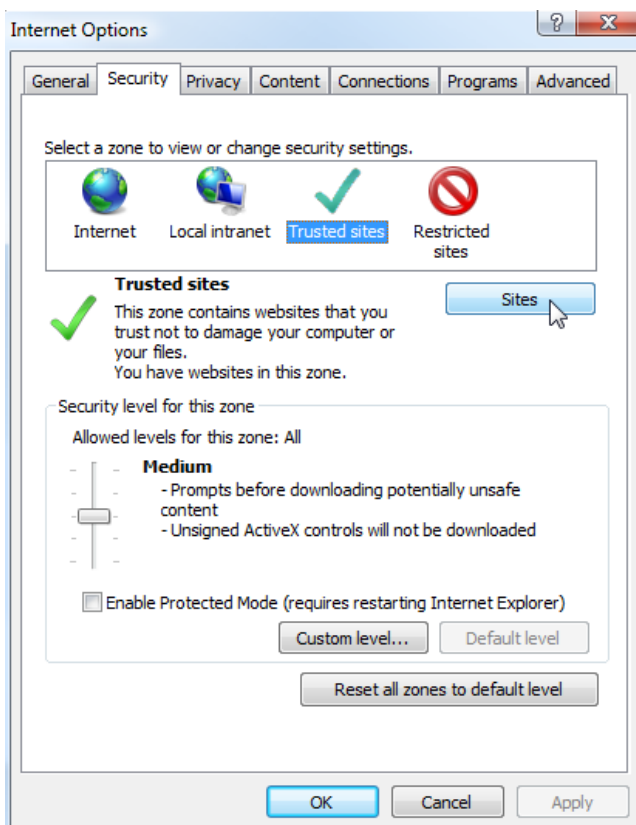 Internet Options
?
X
General Security Privacy Content Connections Programs Advanced
Select a zone to view or change security settings.
Internet Local intranet Trusted sites Restricted
sites
Trusted sites
Sites
This zone contains websites that you
trust not to damage your computer or
your files.
You have websites in this zone.
Security level for this zone
Allowed levels for this zone: All
Medium
- Prompts before downloading potentially unsafe
content
- Unsigned ActiveX controls will not be downloaded
Enable Protected Mode (requires restarting Internet Explorer)
Custom level... Default level
Reset all zones to default level
OK Cancel Apply